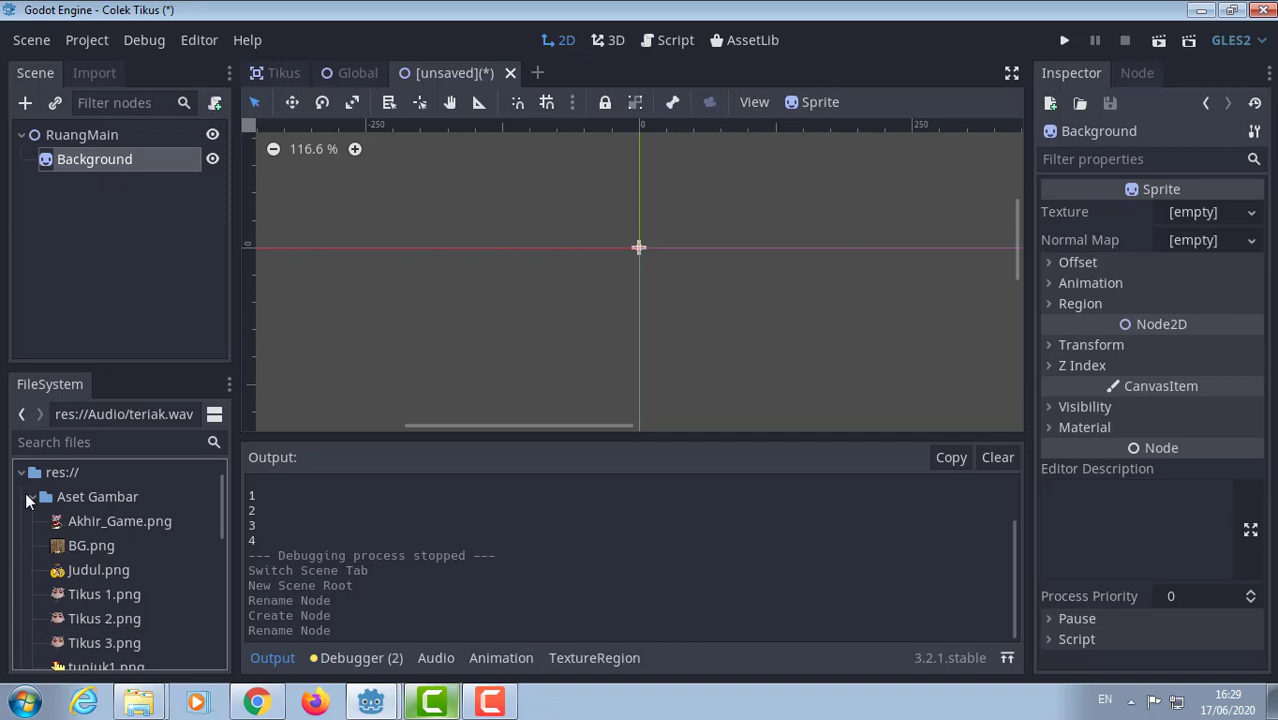 Godot Engine - Colek Tikus (*)
Scene Project Debug Editor Help 2D 3D Script AssetLib GLES2
Scene Import Tikus Global [unsaved](*) Inspector Node
Filter nodes View Sprite
-250 0 250
RuangMain
Background
116.6 %
Background
Filter properties
Sprite
Texture [empty]
Normal Map [empty]
0
Offset
Animation
Region
Node2D
Transform
Z Index
CanvasItem
Visibility
Material
Node
Editor Description
Process Priority 0
Pause
Script
FileSystem
res://Audio/teriak.wav
Search files
res://
Aset Gambar
Akhir_Game.png
BG.png
Judul.png
Tikus 1.png
Tikus 2.png
Tikus 3.png
tunjuk1.png
Output: Copy Clear
1
2
3
4
--- Debugging process stopped ---
Switch Scene Tab
New Scene Root
Rename Node
Create Node
Rename Node
Output Debugger (2) Audio Animation TextureRegion 3.2.1.stable
EN 16:29
17/06/2020